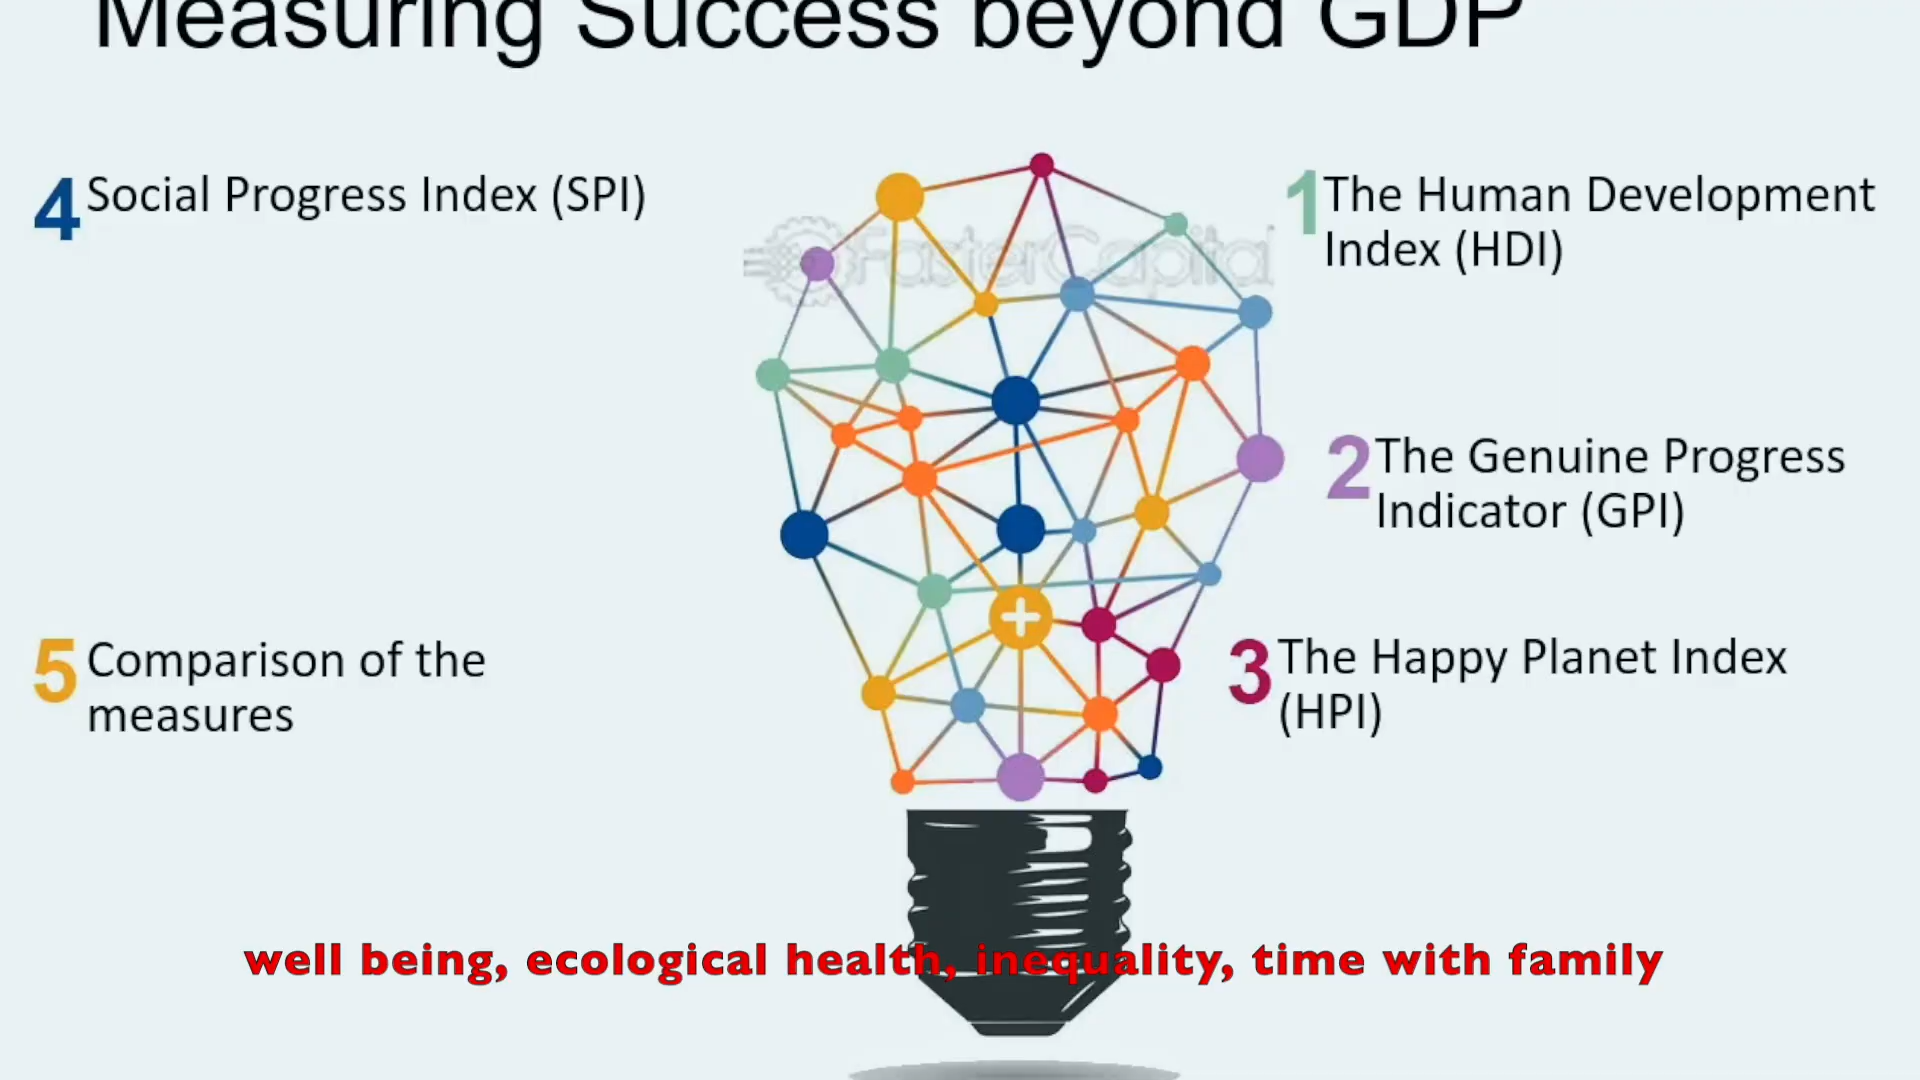 Measuring Success beyond GDP
4 Social Progress Index (SPI)
5 Comparison of the
measures
FasterCapital
1 The Human Development
Index (HDI)
2 The Genuine Progress
Indicator (GPI)
3 The Happy Planet Index
(HPI)
well being, ecological health, inequality, time with family